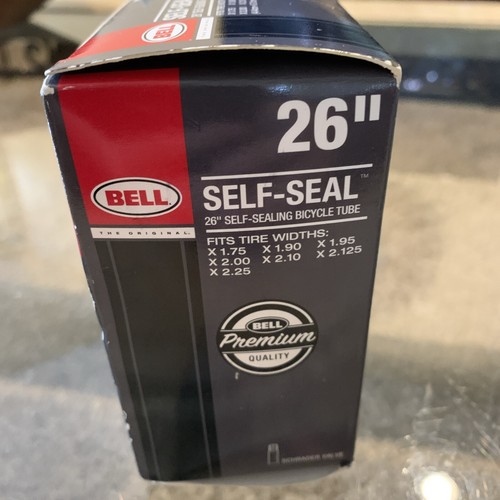 BELL
26"
SELF-SEAL™
26" SELF-SEALING BICYCLE TUBE
BELL
THE ORIGINAL.
FITS TIRE WIDTHS:
X 1.75 X 1.90 X 1.95
X 2.00 X 2.10 X 2.125
X 2.25
BELL
Premium
QUALITY
SCHRADER VALVE